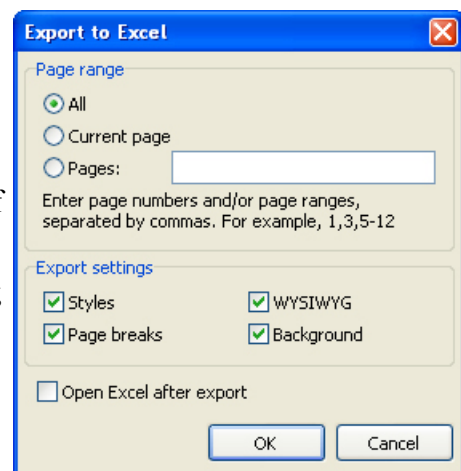 Export to Excel
Page range
All
Current page
Pages:
Enter page numbers and/or page ranges,
separated by commas. For example, 1,3,5-12
Export settings
Styles WYSIWYG
Page breaks Background
Open Excel after export
OK Cancel